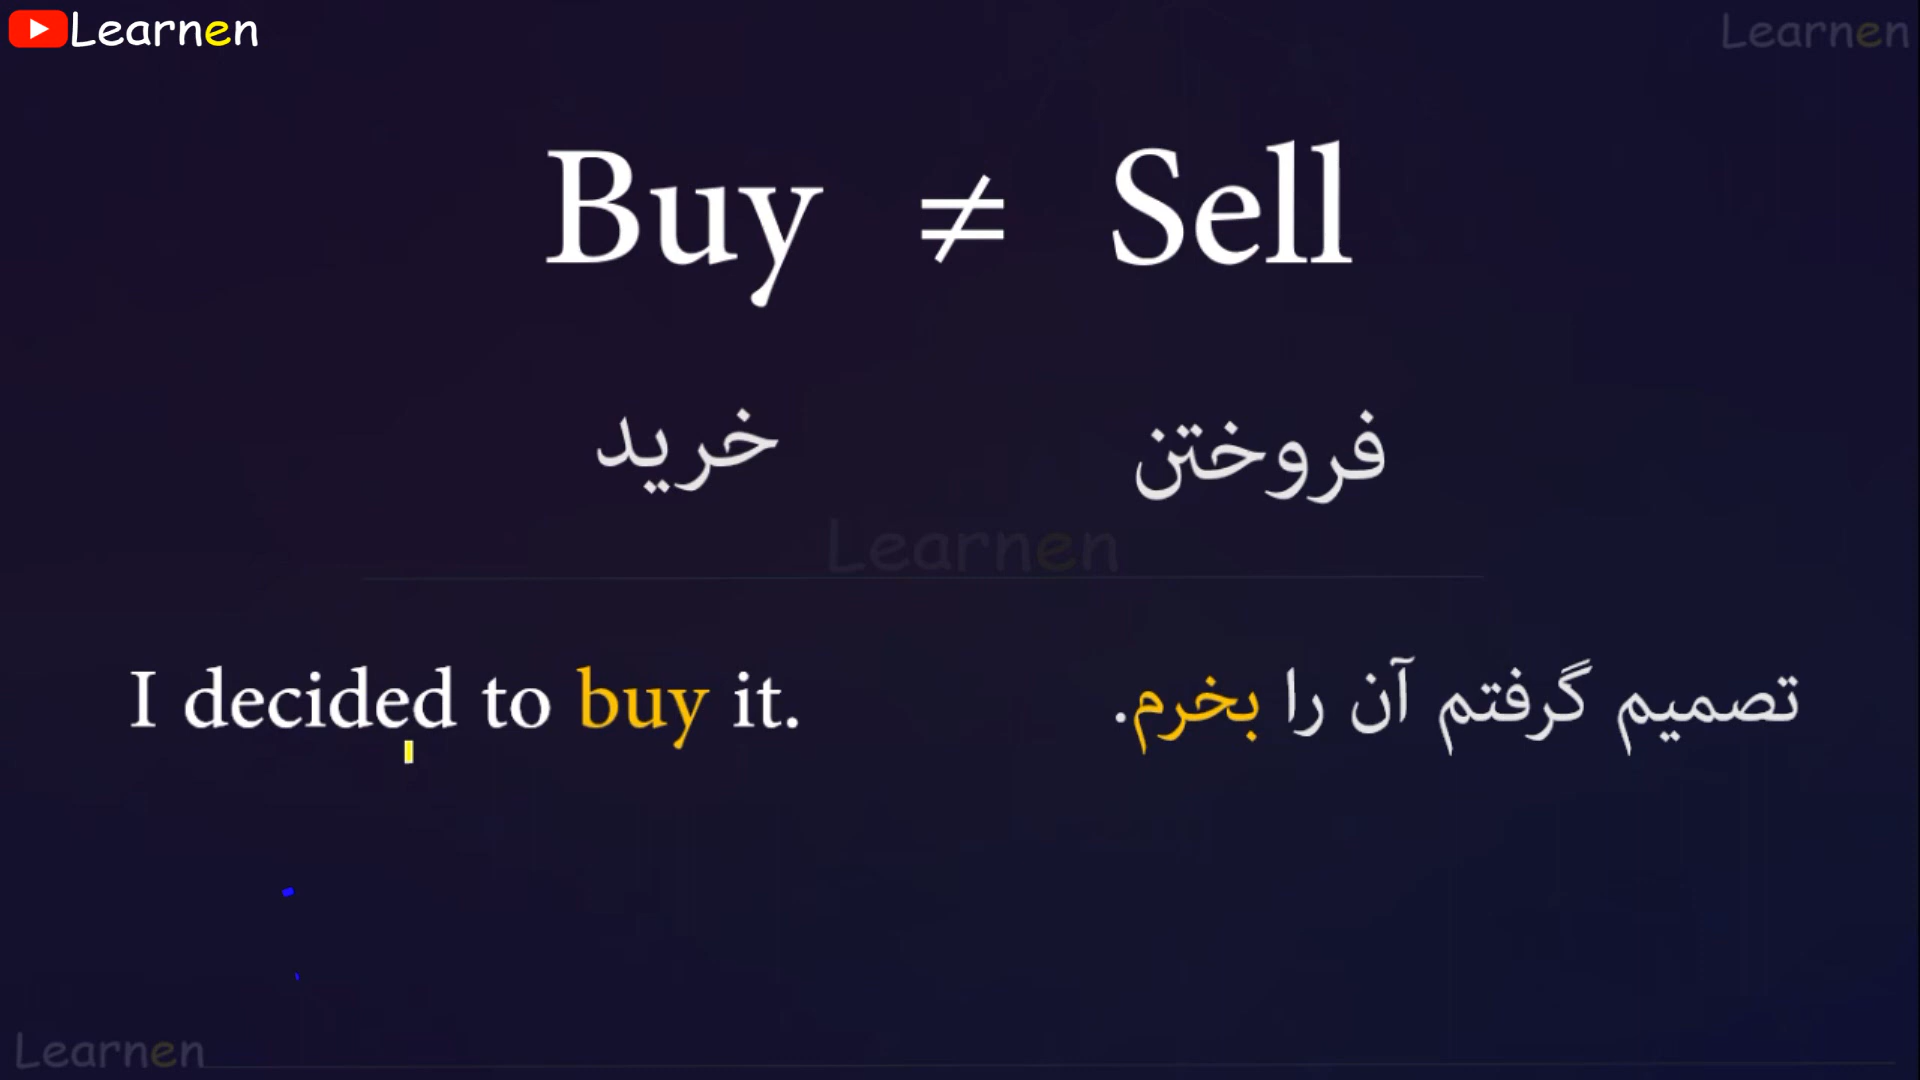 Learnen Learnen
Buy ≠ Sell
خرید فروختن
Learnen
I decided to buy it. تصمیم گرفتم آن را بخرم.
Learnen